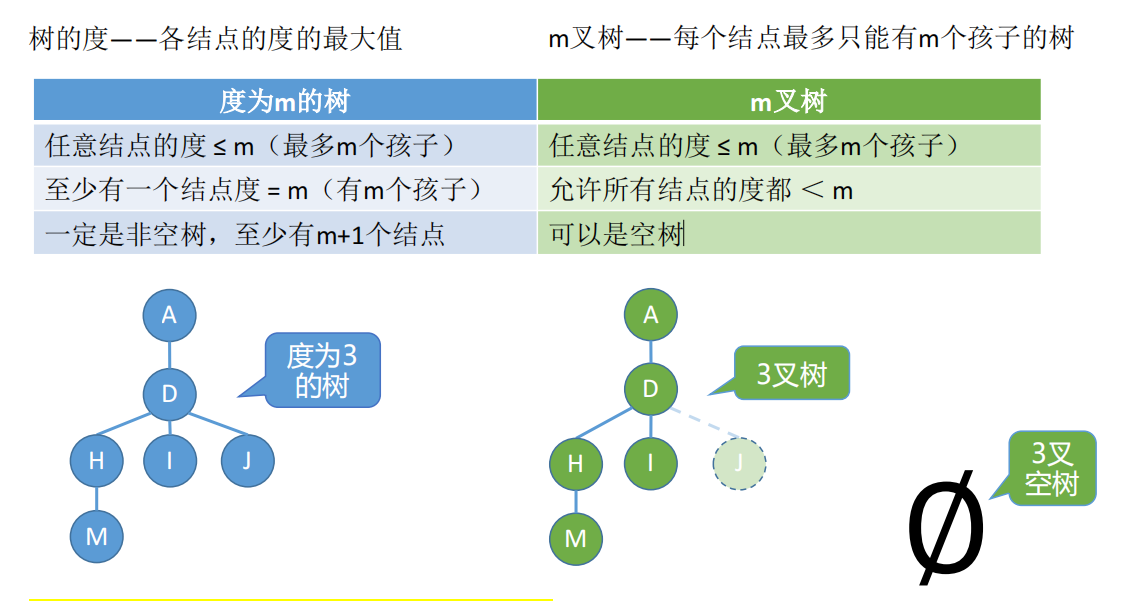 树的度——各结点的度的最大值
m叉树——每个结点最多只能有m个孩子的树
度为m的树
m叉树
任意结点的度 ≤ m（最多m个孩子）
任意结点的度 ≤ m（最多m个孩子）
至少有一个结点度 = m（有m个孩子）
允许所有结点的度都 ＜ m
一定是非空树，至少有m+1个结点
可以是空树
A
D
H
I
J
M
度为3
的树
A
D
H
I
J
M
3叉树
Ø
3叉
空树